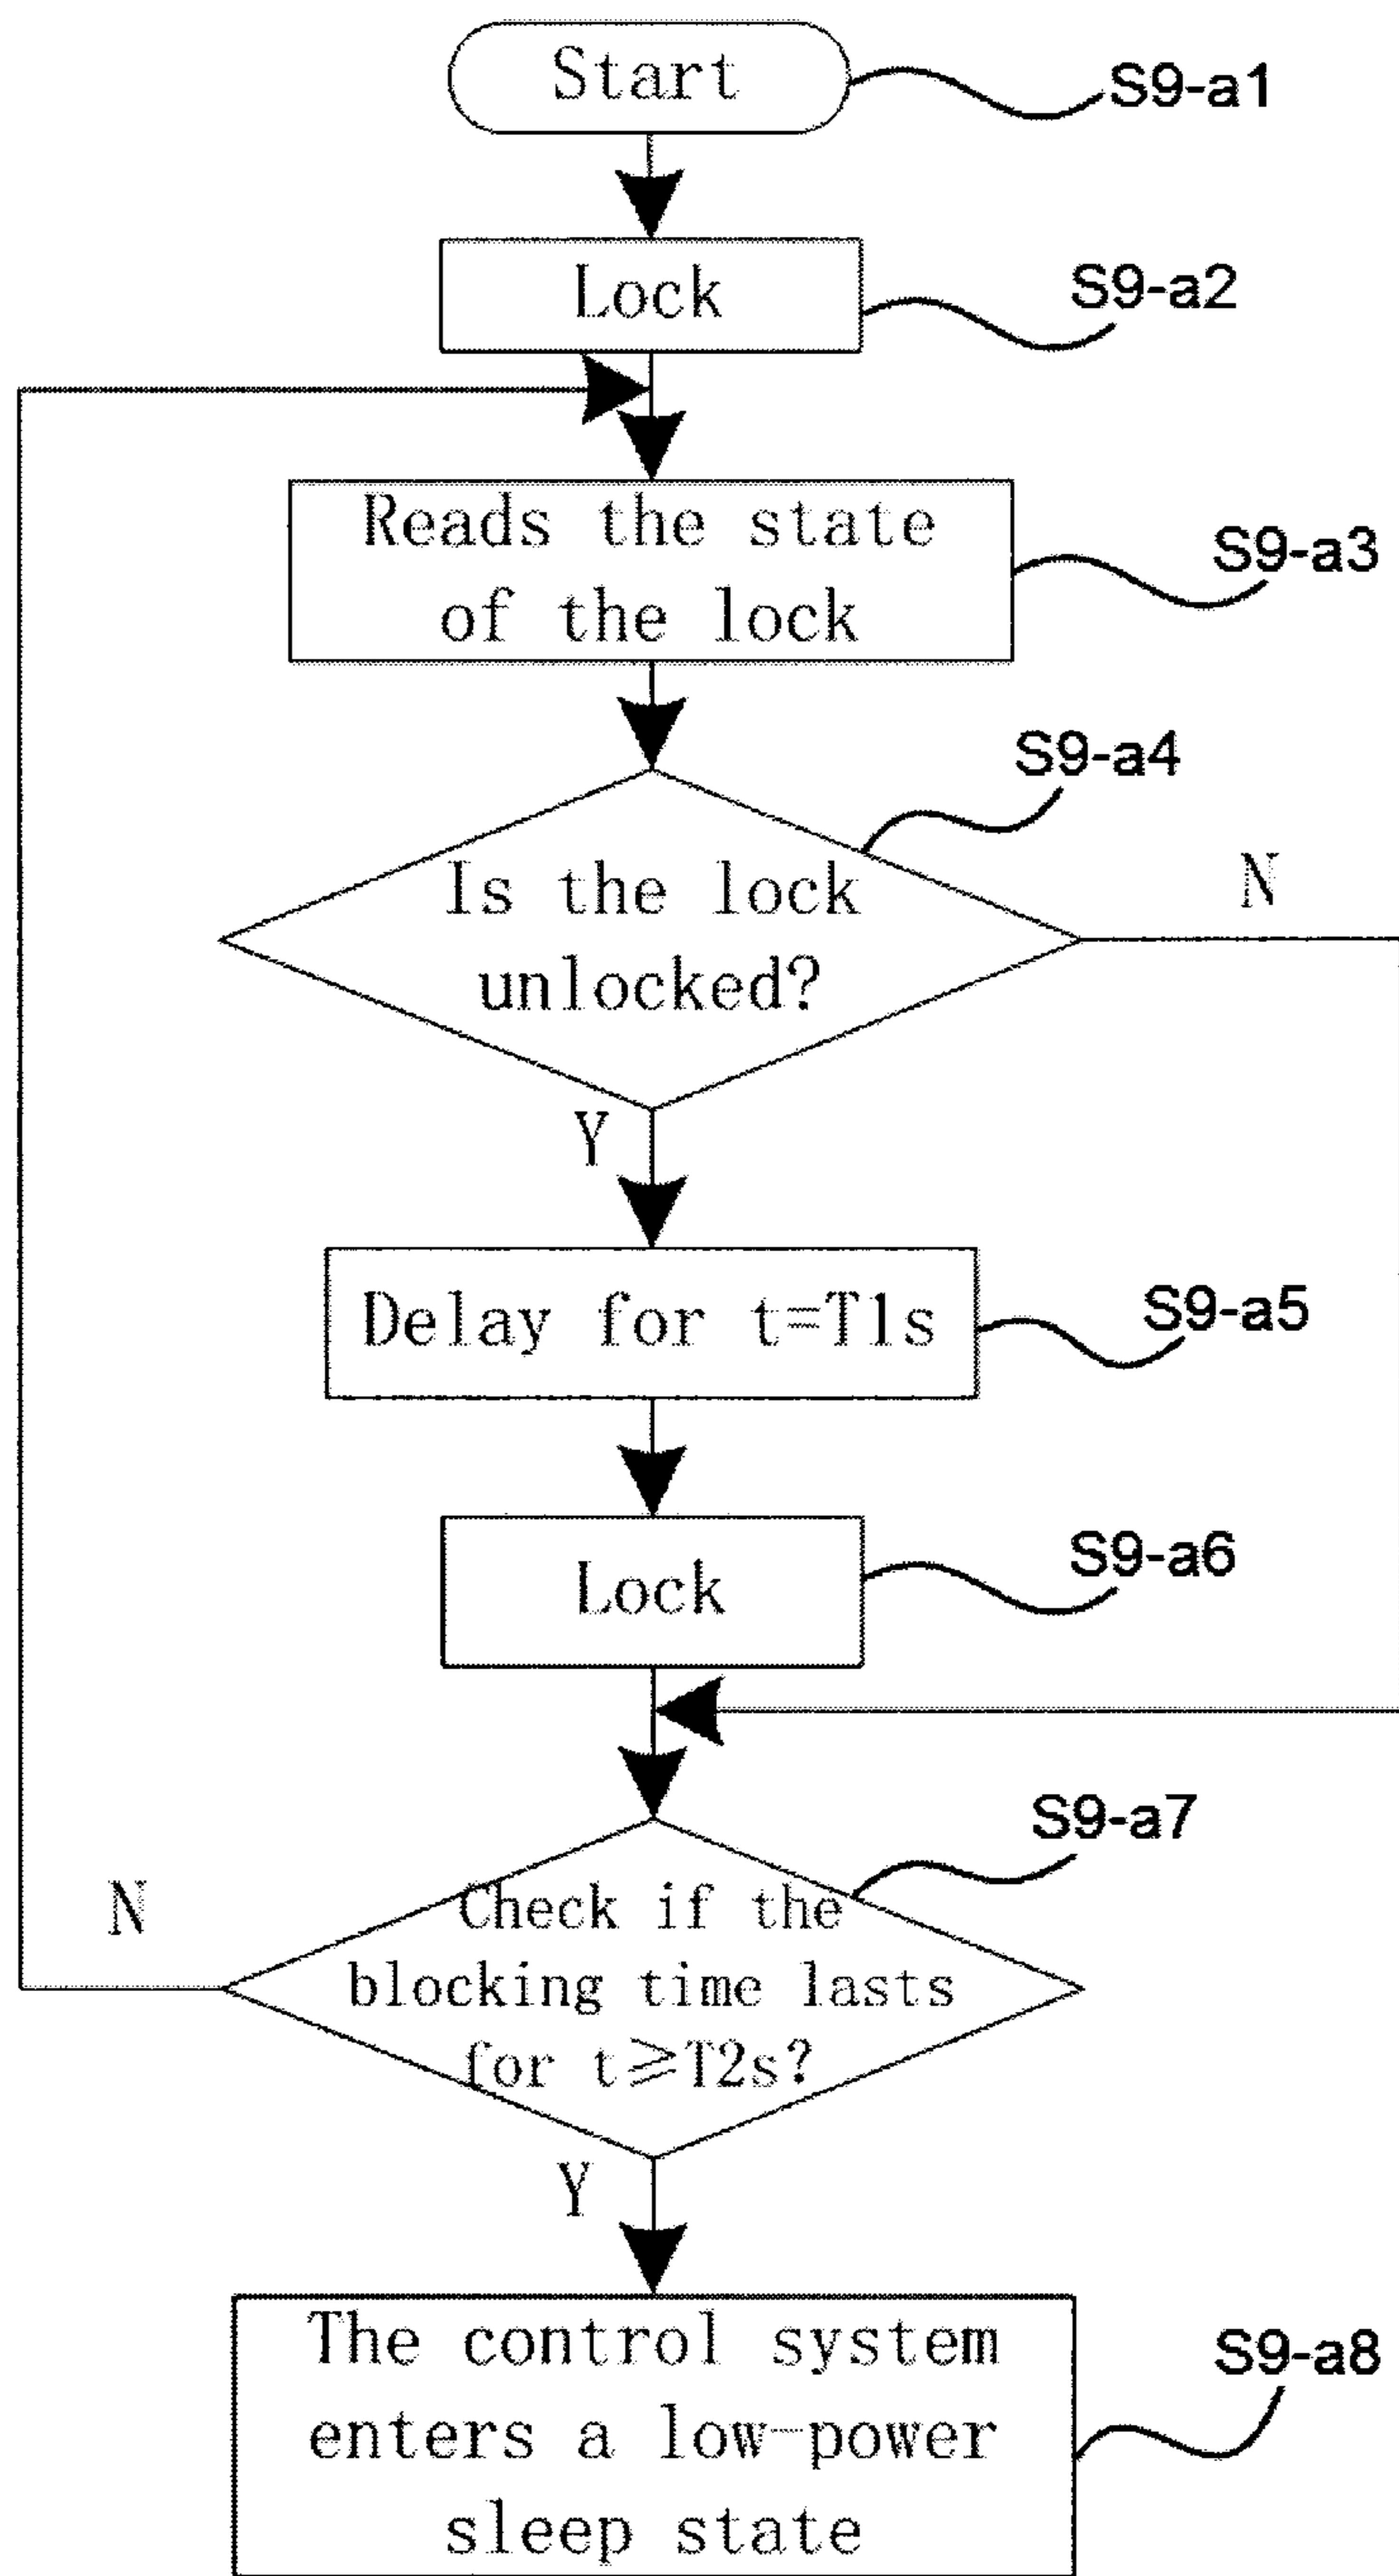 Start
S9-a1
Lock
S9-a2
Reads the state
of the lock
S9-a3
S9-a4
Is the lock
unlocked?
N
Y
Delay for t=T1s
S9-a5
Lock
S9-a6
S9-a7
Check if the
blocking time lasts
for t≥T2s?
N
Y
The control system
enters a low-power
sleep state
S9-a8